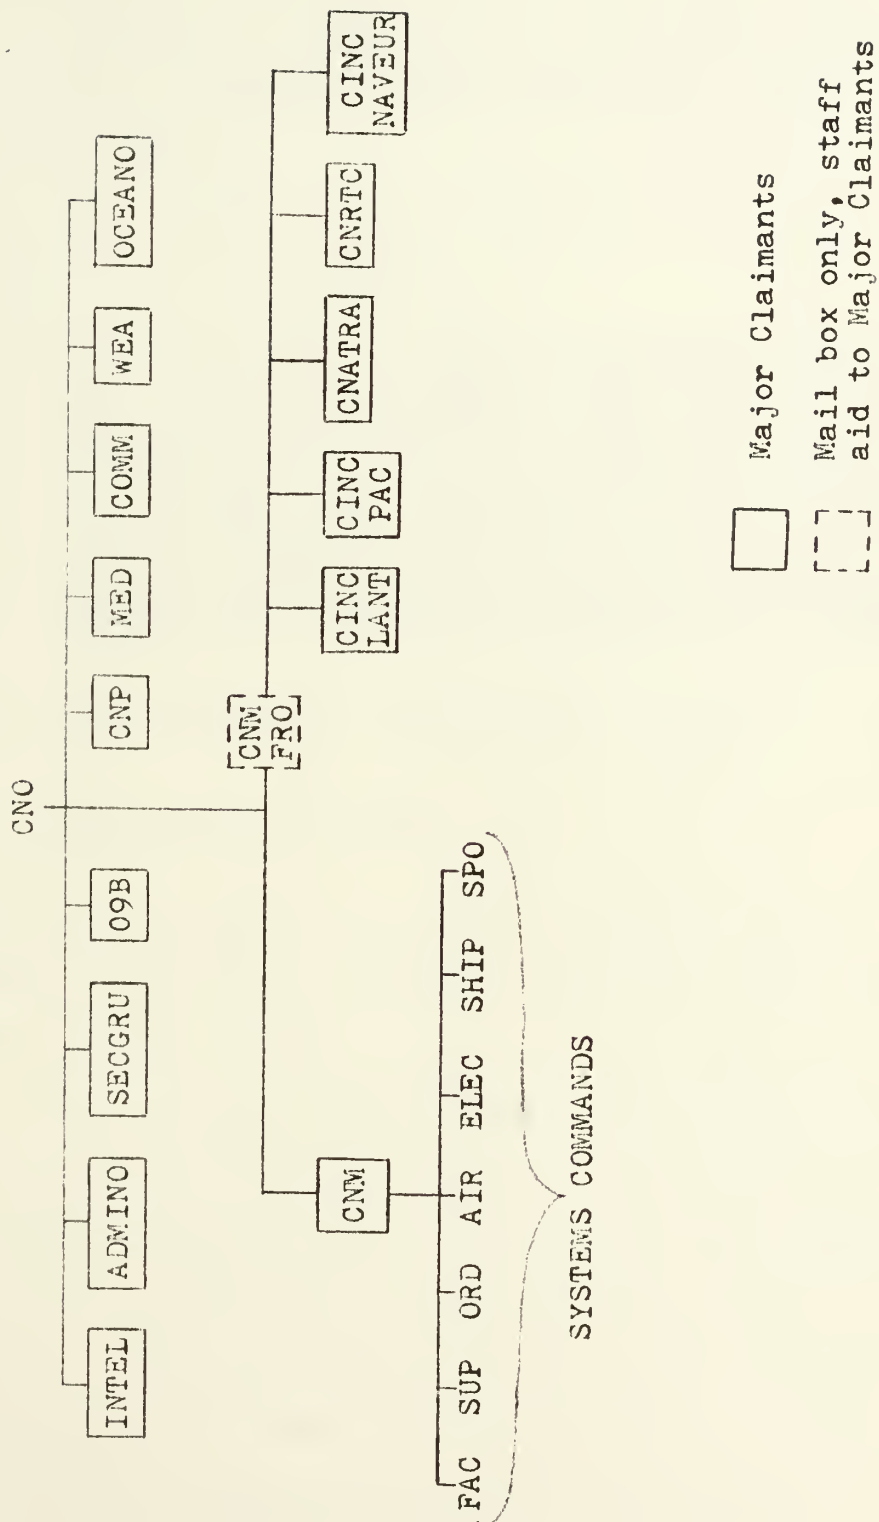 CNO
INTEL
ADMINO
SECGRU
09B
CNP
MED
COMM
WEA
OCEANO
CNM
FRO
CNM
CINC
LANT
CINC
PAC
CNATRA
CNRTC
CINC
NAVEUR
FAC SUP ORD AIR ELEC SHIP SPO
SYSTEMS COMMANDS
Major Claimants
Mail box only, staff
aid to Major Claimants